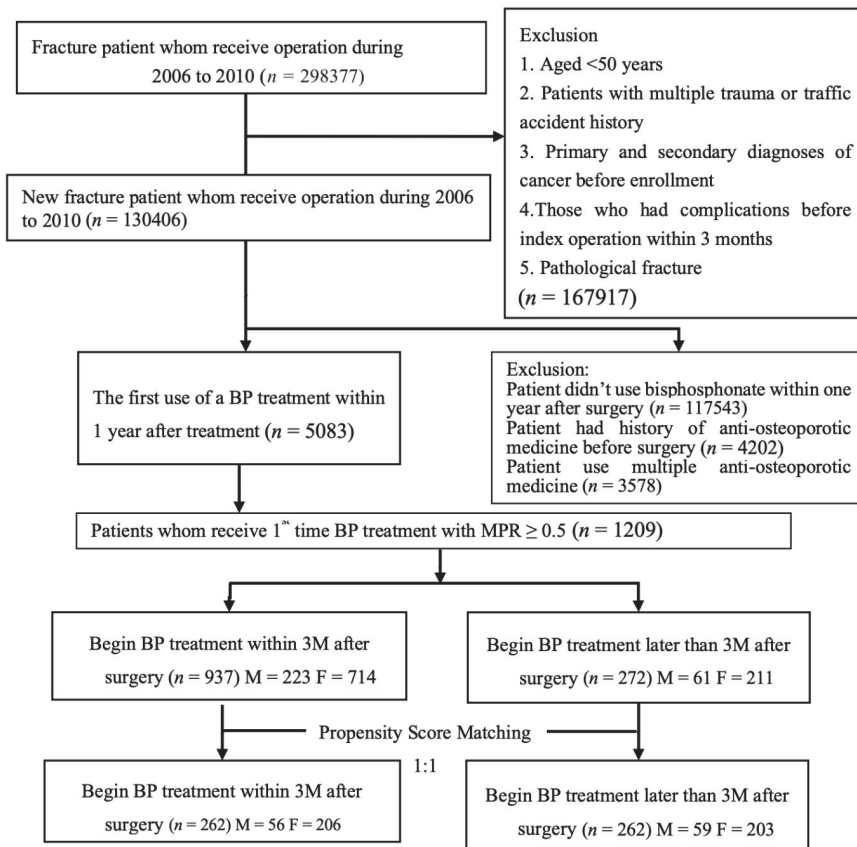 Fracture patient whom receive operation during
2006 to 2010 (n = 298377)
Exclusion
1. Aged <50 years
2. Patients with multiple trauma or traffic
accident history
3. Primary and secondary diagnoses of
cancer before enrollment
4.Those who had complications before
index operation within 3 months
5. Pathological fracture
(n = 167917)
New fracture patient whom receive operation during 2006
to 2010 (n = 130406)
The first use of a BP treatment within
1 year after treatment (n = 5083)
Exclusion:
Patient didn't use bisphosphonate within one
year after surgery (n = 117543)
Patient had history of anti-osteoporotic
medicine before surgery (n = 4202)
Patient use multiple anti-osteoporotic
medicine (n = 3578)
Patients whom receive 1st time BP treatment with MPR ≥ 0.5 (n = 1209)
Begin BP treatment within 3M after
surgery (n = 937) M = 223 F = 714
Begin BP treatment later than 3M after
surgery (n = 272) M = 61 F = 211
Propensity Score Matching
1:1
Begin BP treatment within 3M after
surgery (n = 262) M = 56 F = 206
Begin BP treatment later than 3M after
surgery (n = 262) M = 59 F = 203